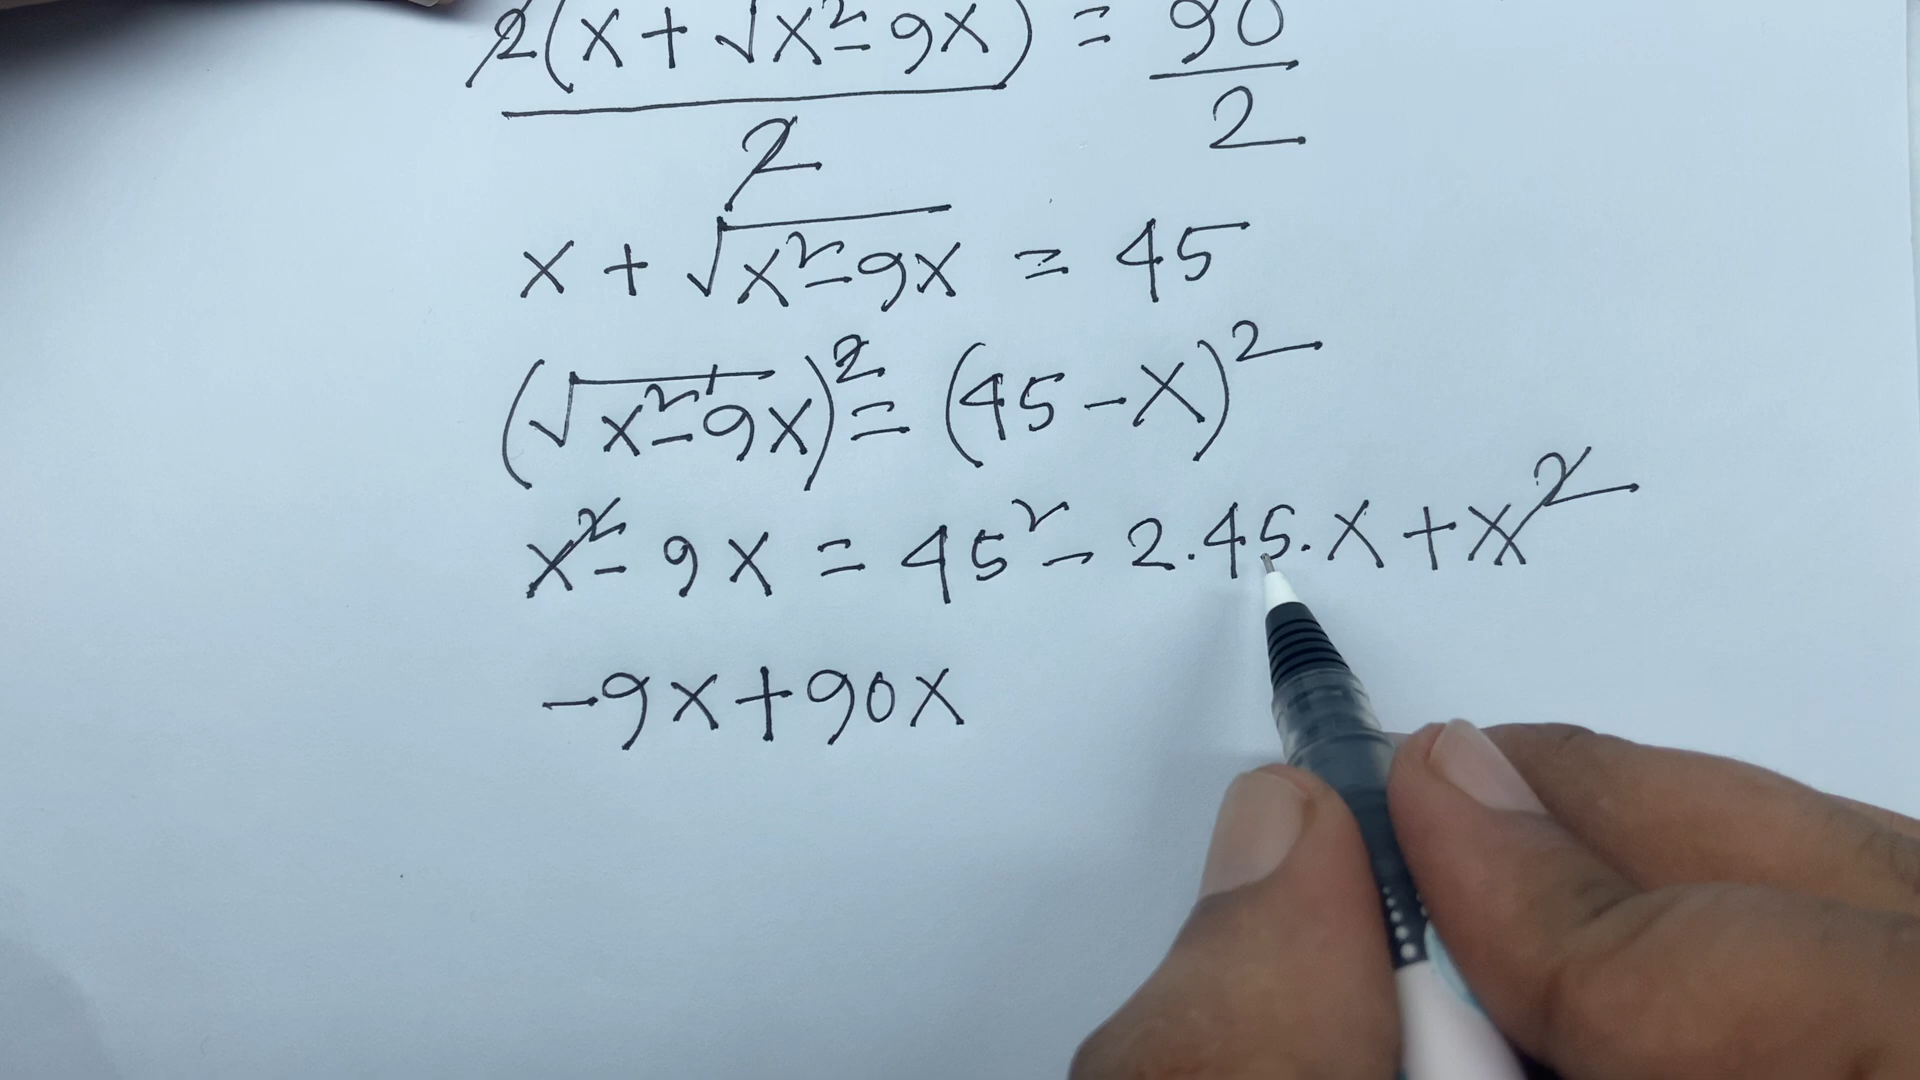 2(x + √x²-9x) = 90
2 2
x + √x²-9x = 45
(√x²-9x)² = (45-x)²
x² - 9x = 45² - 2.45.x + x²
-9x+90x